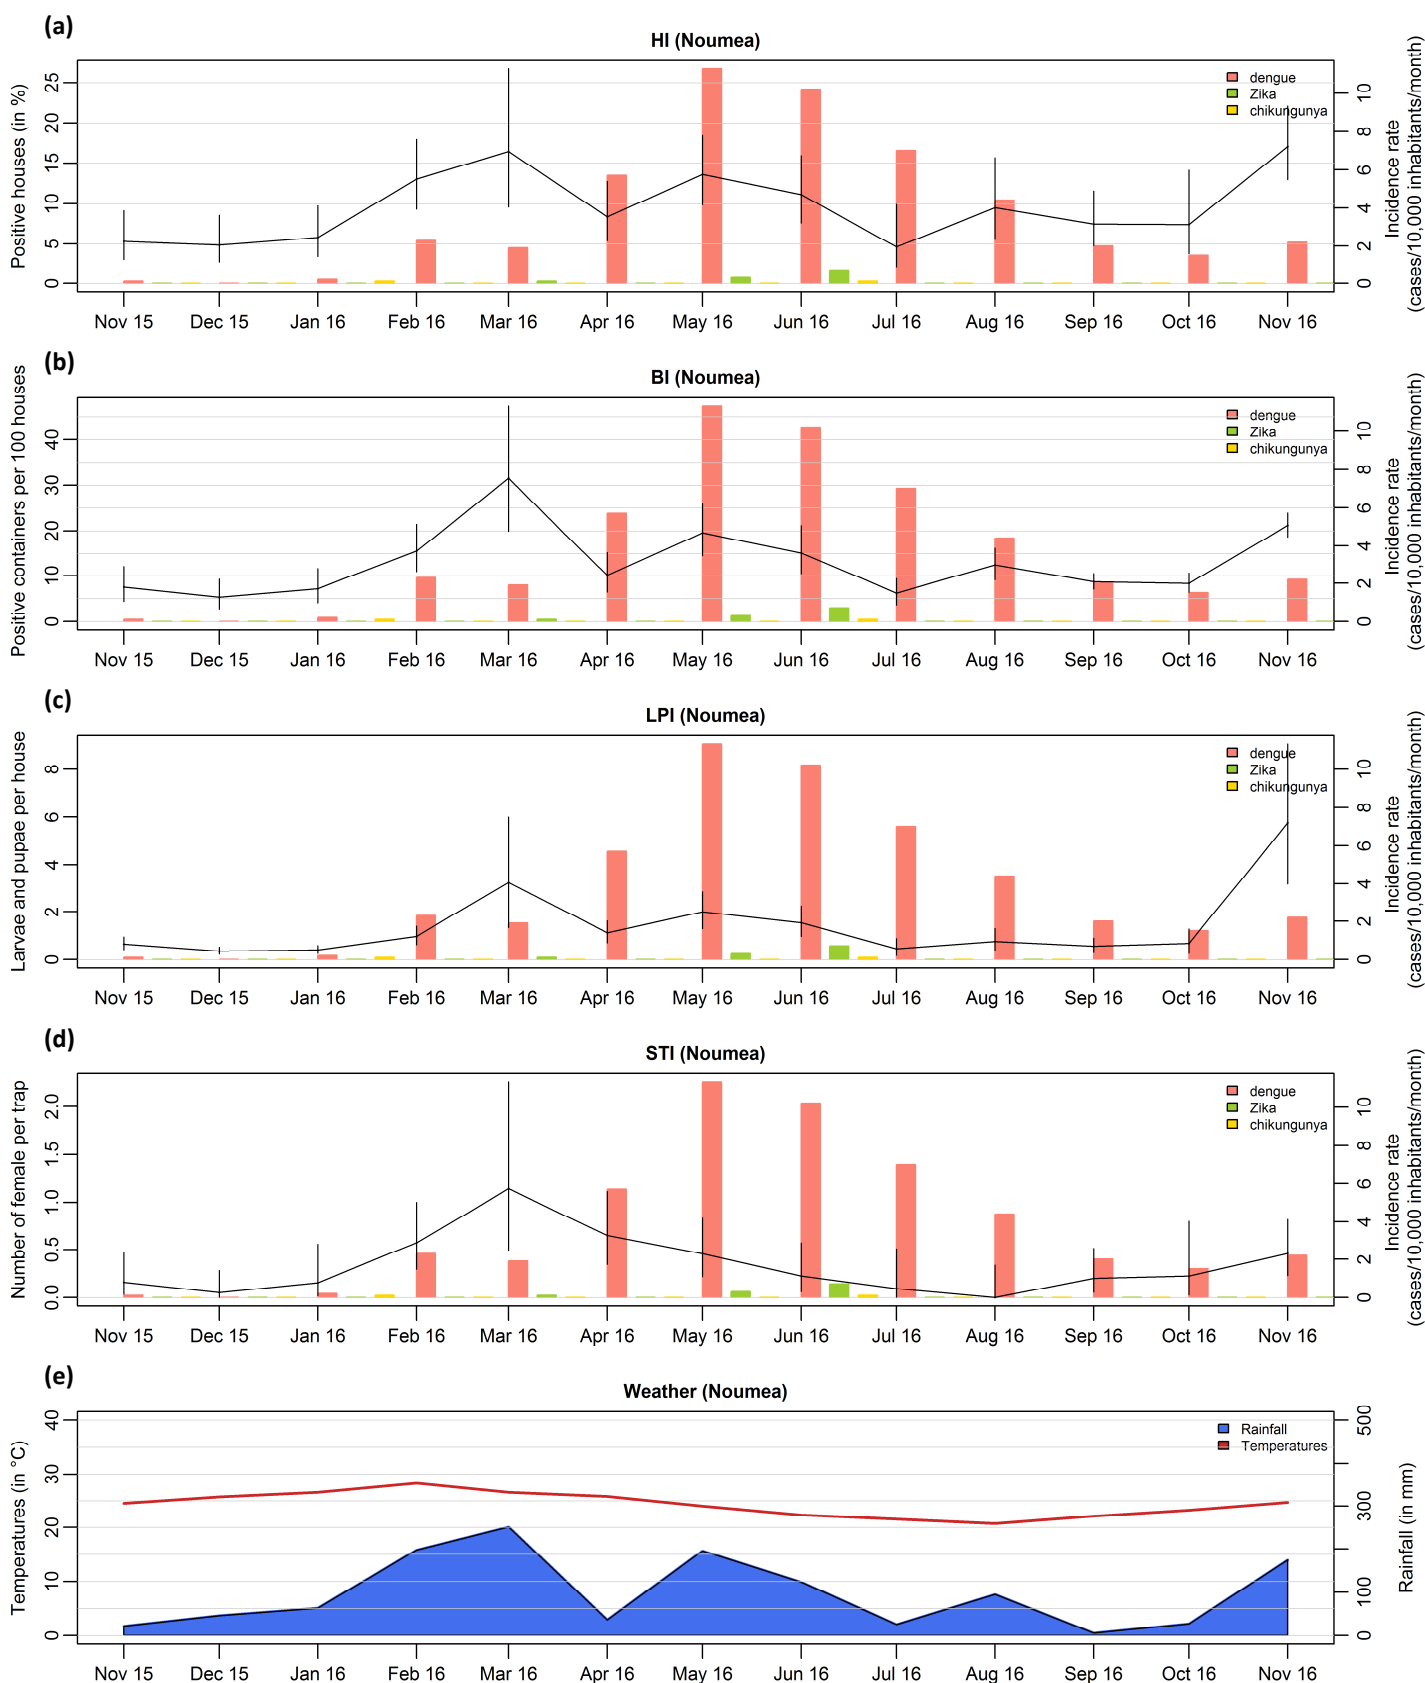 (a)
HI (Noumea)
Positive houses (in %)
0 5 10 15 20 25
dengue
Zika
chikungunya
0 2 4 6 8 10
Incidence rate
(cases/10,000 inhabitants/month)
Nov 15 Dec 15 Jan 16 Feb 16 Mar 16 Apr 16 May 16 Jun 16 Jul 16 Aug 16 Sep 16 Oct 16 Nov 16
(b)
BI (Noumea)
Positive containers per 100 houses
0 10 20 30 40
dengue
Zika
chikungunya
0 2 4 6 8 10
Incidence rate
(cases/10,000 inhabitants/month)
Nov 15 Dec 15 Jan 16 Feb 16 Mar 16 Apr 16 May 16 Jun 16 Jul 16 Aug 16 Sep 16 Oct 16 Nov 16
(c)
LPI (Noumea)
Larvae and pupae per house
0 2 4 6 8
dengue
Zika
chikungunya
0 2 4 6 8 10
Incidence rate
(cases/10,000 inhabitants/month)
Nov 15 Dec 15 Jan 16 Feb 16 Mar 16 Apr 16 May 16 Jun 16 Jul 16 Aug 16 Sep 16 Oct 16 Nov 16
(d)
STI (Noumea)
Number of female per trap
0.0 0.5 1.0 1.5 2.0
dengue
Zika
chikungunya
0 2 4 6 8 10
Incidence rate
(cases/10,000 inhabitants/month)
Nov 15 Dec 15 Jan 16 Feb 16 Mar 16 Apr 16 May 16 Jun 16 Jul 16 Aug 16 Sep 16 Oct 16 Nov 16
(e)
Weather (Noumea)
Temperatures (in °C)
0 10 20 30 40
Rainfall
Temperatures
0 100 300 500
Rainfall (in mm)
Nov 15 Dec 15 Jan 16 Feb 16 Mar 16 Apr 16 May 16 Jun 16 Jul 16 Aug 16 Sep 16 Oct 16 Nov 16